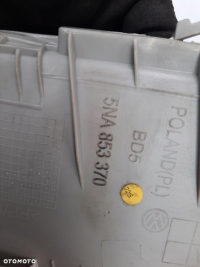 POLAND(PL)
BD5
5NA 853 370
OTOMOTO